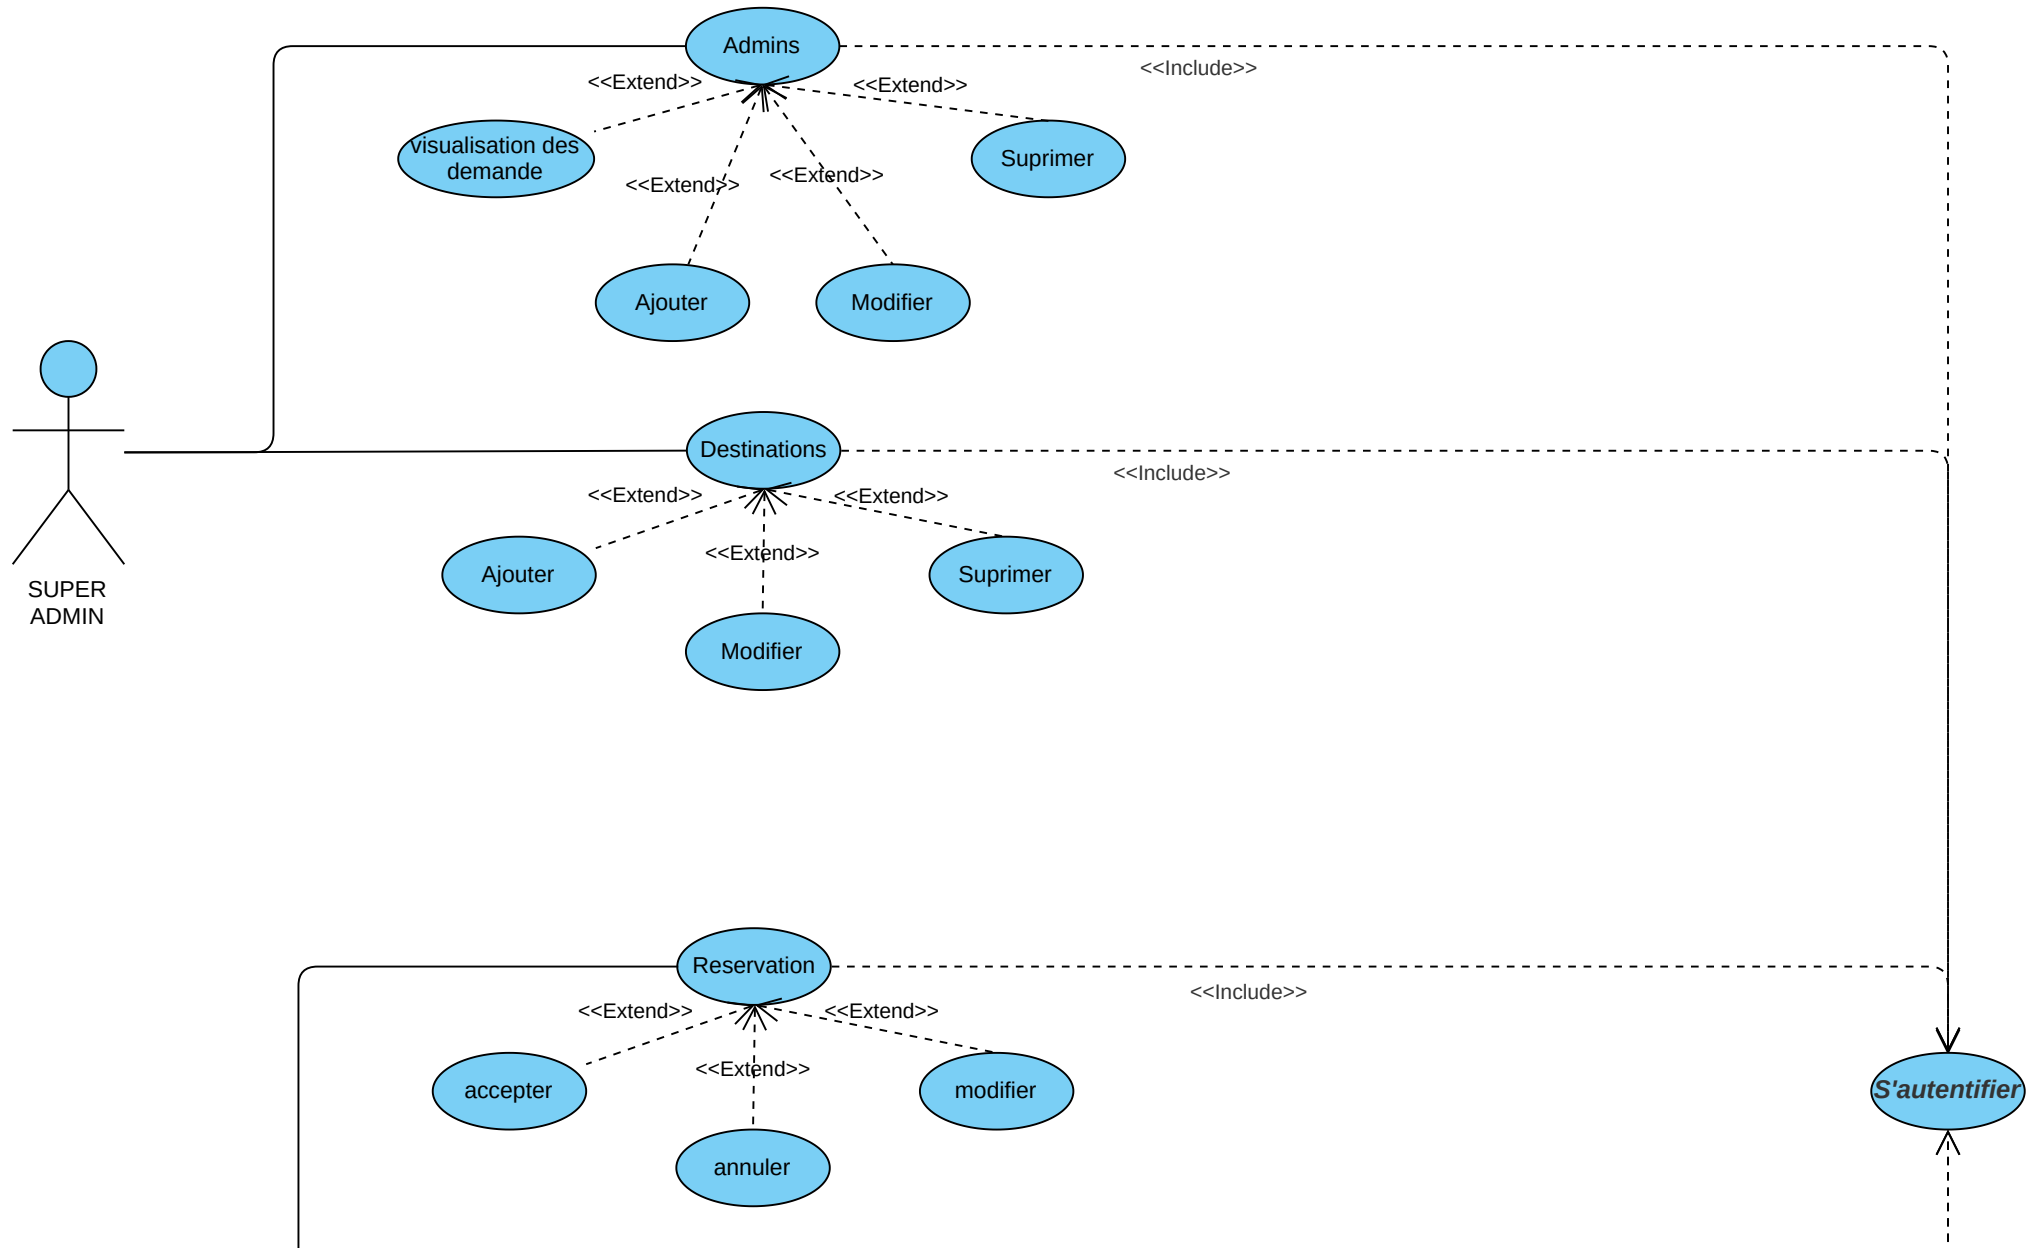 Admins
<<Include>>
<<Extend>>
<<Extend>>
visualisation des
demande
Suprimer
<<Extend>>
<<Extend>>
Ajouter
Modifier
SUPER
ADMIN
Destinations
<<Include>>
<<Extend>>
<<Extend>>
<<Extend>>
Ajouter
Suprimer
Modifier
Reservation
<<Include>>
<<Extend>>
<<Extend>>
<<Extend>>
accepter
modifier
S'autentifier
annuler